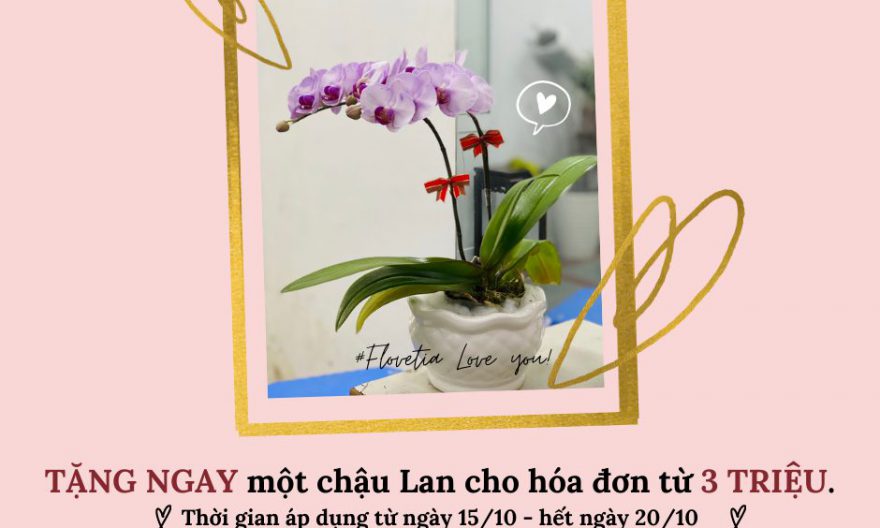 #Flovetia Love you!
TẶNG NGAY một chậu Lan cho hóa đơn từ 3 TRIỆU.
Thời gian áp dụng từ ngày 15/10 - hết ngày 20/10